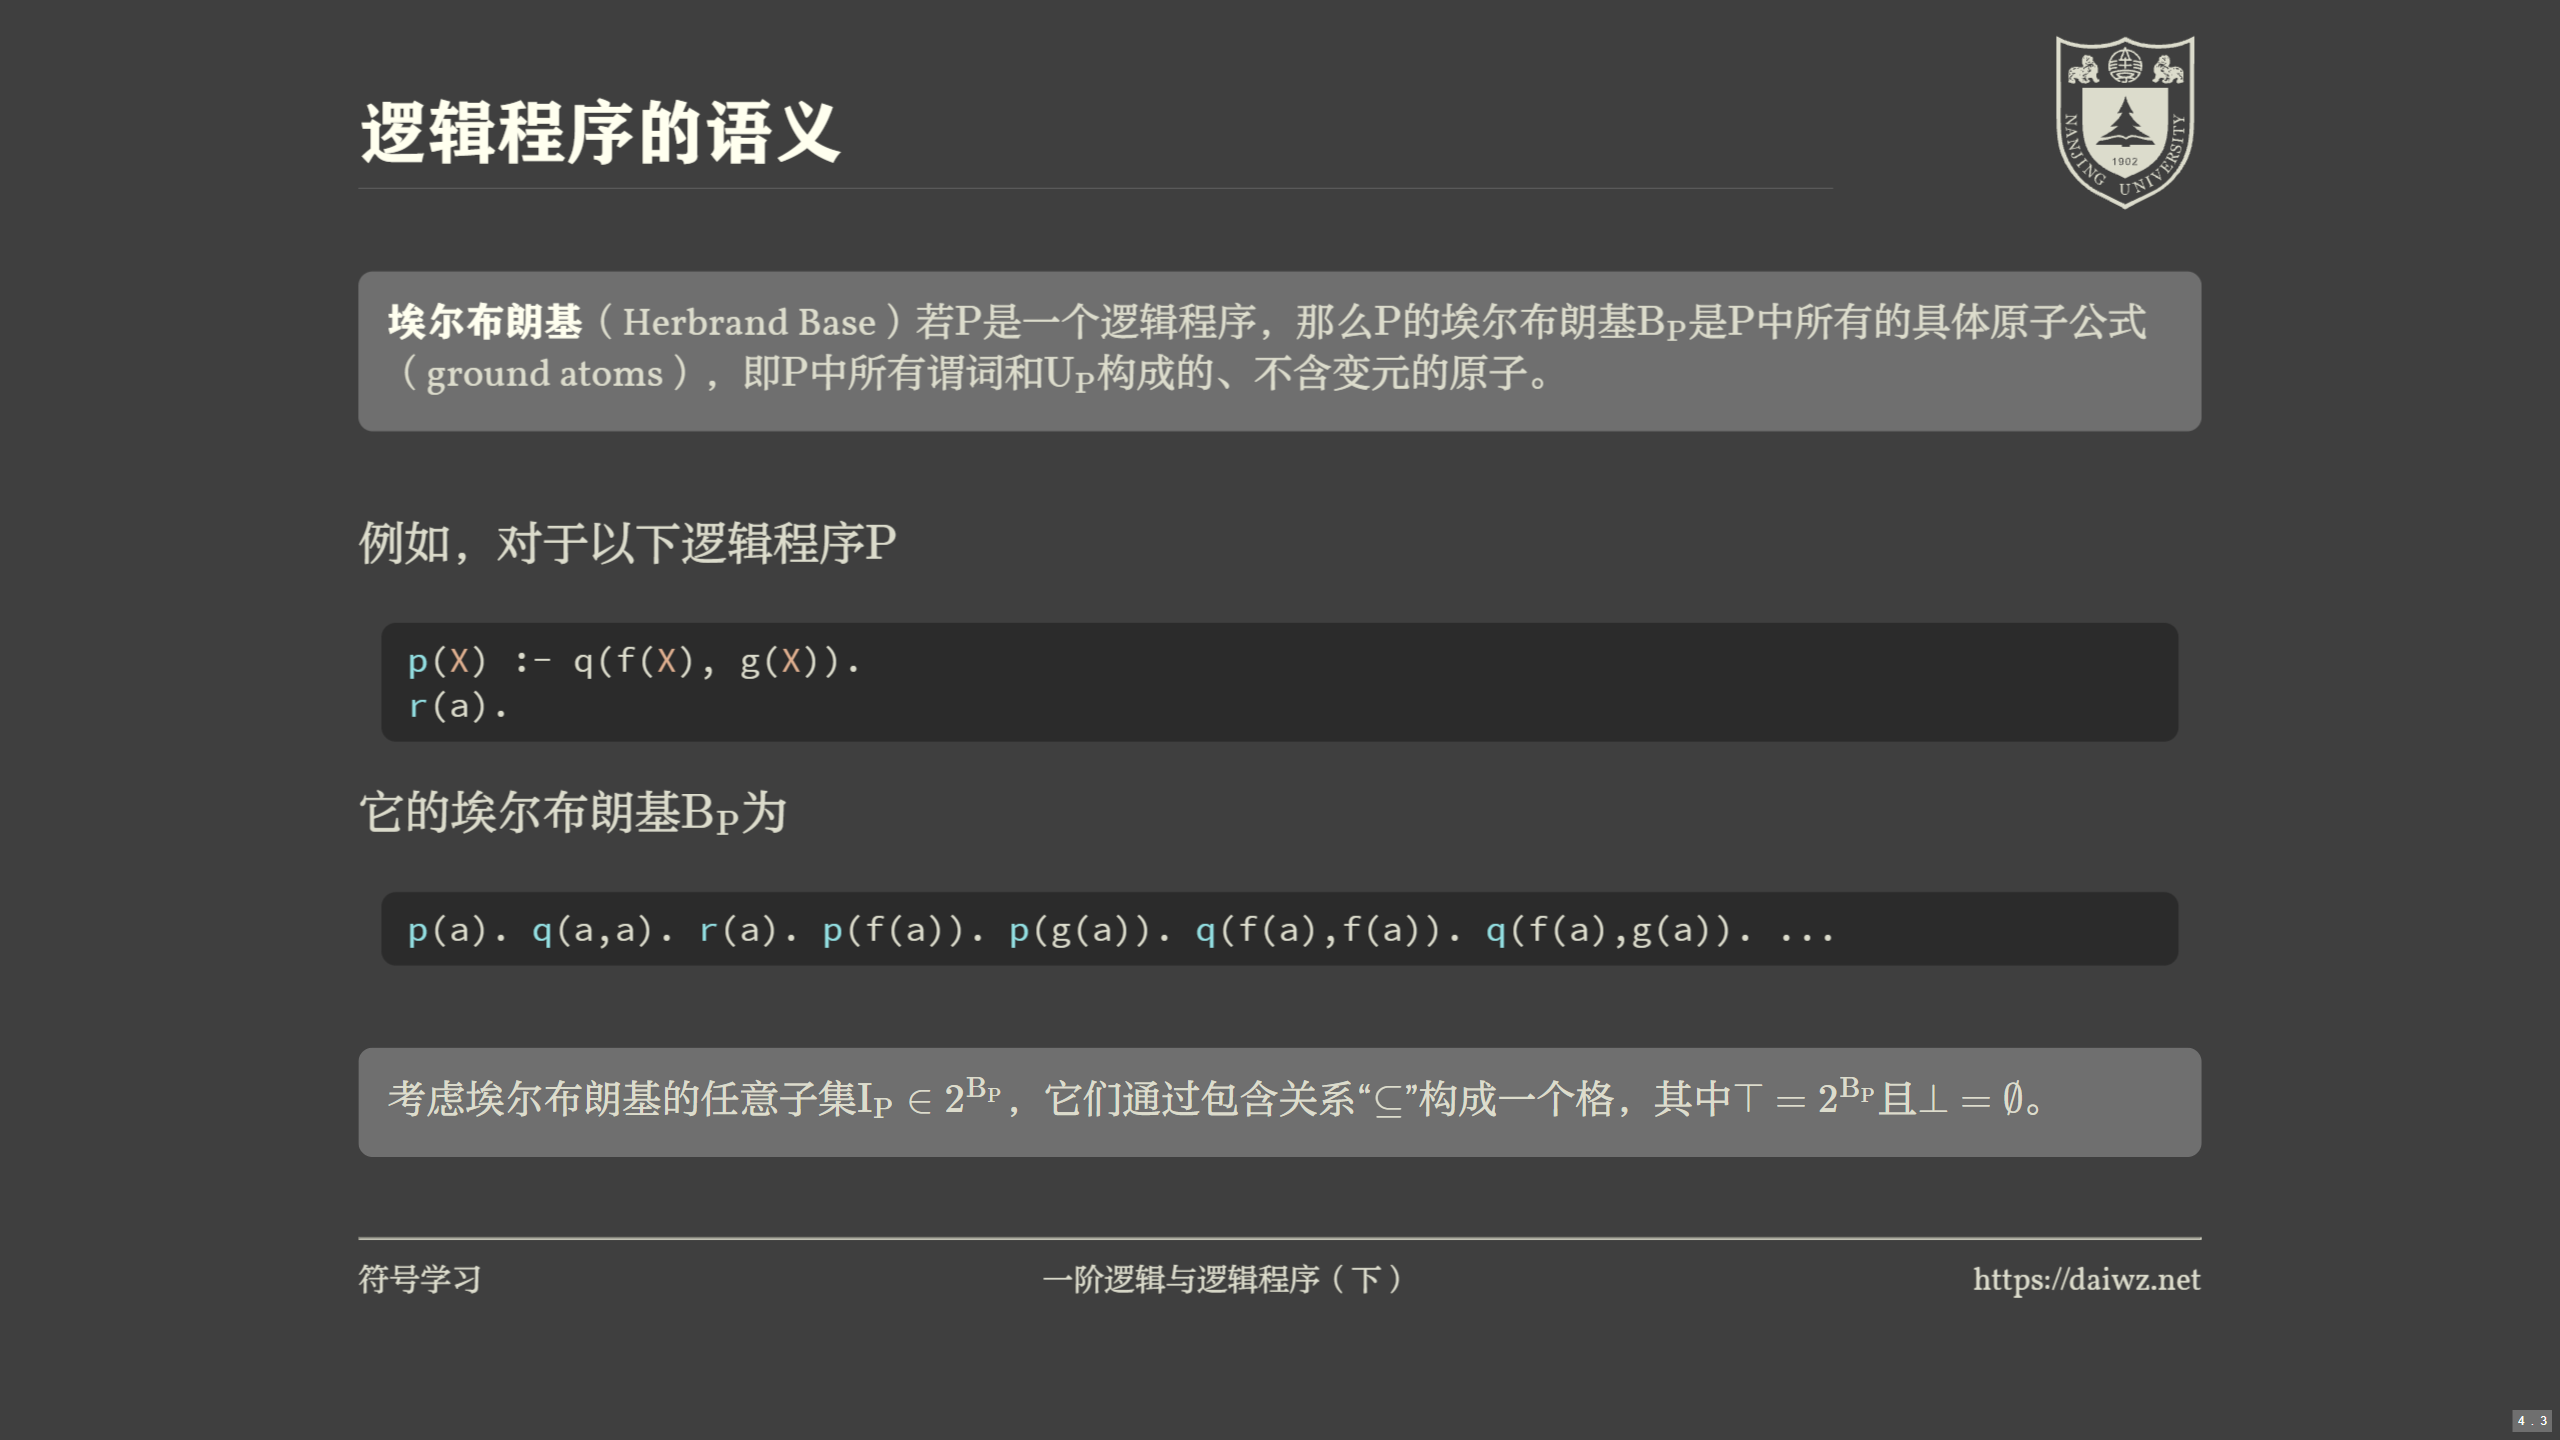 逻辑程序的语义
NANJING UNIVERSITY
1902
埃尔布朗基（Herbrand Base）若P是一个逻辑程序，那么P的埃尔布朗基B_P是P中所有的具体原子公式
（ground atoms），即P中所有谓词和U_P构成的、不含变元的原子。
例如，对于以下逻辑程序P
p(X) :- q(f(X), g(X)).
r(a).
它的埃尔布朗基B_P为
p(a). q(a,a). r(a). p(f(a)). p(g(a)). q(f(a),f(a)). q(f(a),g(a)). ...
考虑埃尔布朗基的任意子集I_P ∈ 2^{B_P}，它们通过包含关系“⊆”构成一个格，其中⊤ = 2^{B_P}且⊥ = ∅。
符号学习
一阶逻辑与逻辑程序（下）
https://daiwz.net
4.3